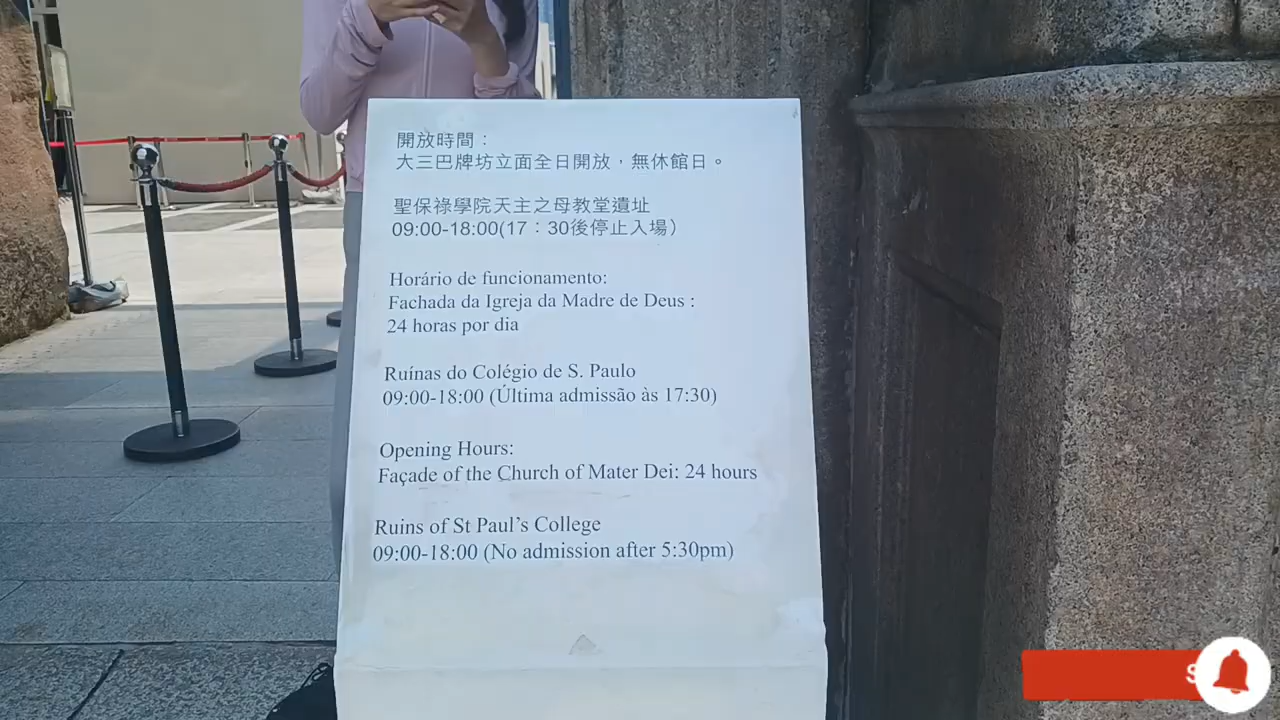 開放時間：
大三巴牌坊立面全日開放，無休館日。
聖保祿學院天主之母教堂遺址
09:00-18:00(17：30後停止入場)
Horário de funcionamento:
Fachada da Igreja da Madre de Deus :
24 horas por dia
Ruínas do Colégio de S. Paulo
09:00-18:00 (Última admissão às 17:30)
Opening Hours:
Façade of the Church of Mater Dei: 24 hours
Ruins of St Paul's College
09:00-18:00 (No admission after 5:30pm)